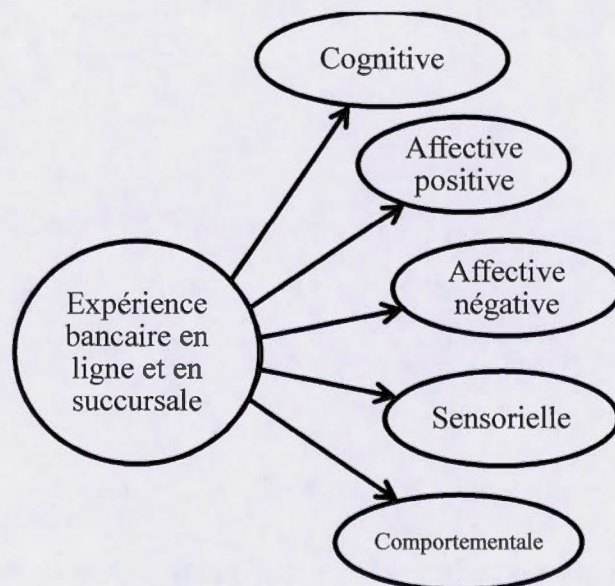 Cognitive
Affective
positive
Expérience
bancaire en
ligne et en
succursale
Affective
négative
Sensorielle
Comportementale